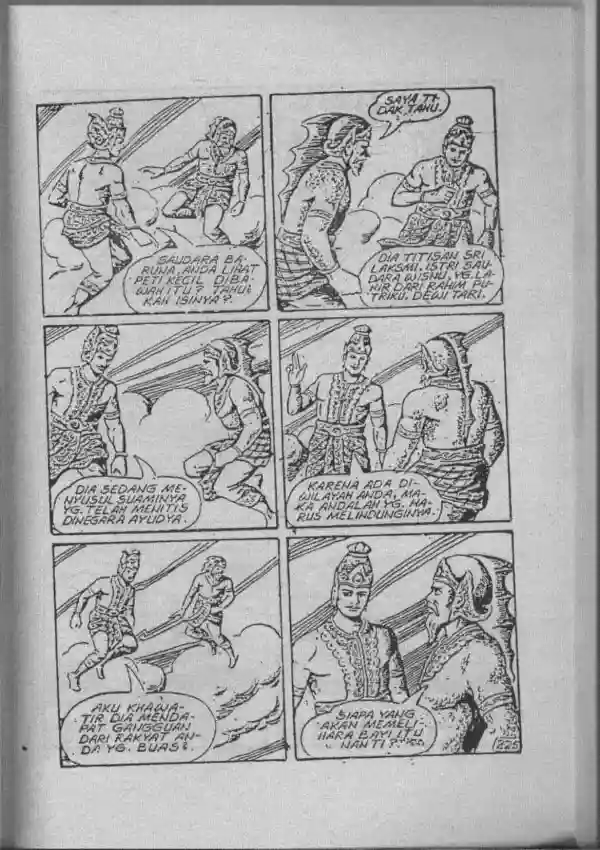 SAUDARA BA-
RUNA, ANDA LIHAT
PETI KECIL DIBA-
WAH ITU? TAHU-
KAH ISINYA?
SAYA TI-
DAK TAHU.
DIA TITISAN SRI
LAKSMI, ISTRI SAU-
DARA WISNU, YG. LA-
HIR DARI RAHIM PU-
TRIKU, DEWI TARI.
DIA SEDANG ME-
NYUSUL SUAMINYA
YG. TELAH MENITIS
DINEGARA AYUDYA.
KARENA ADA DI-
WILAYAH ANDA, MA-
KA ANDALAH YG. HA-
RUS MELINDUNGINYA.
AKU KHAWA-
TIR DIA MENDA-
PAT GANGGUAN
DARI RAKYAT AN-
DA YG. BUAS².
SIAPA YANG
AKAN MEMELI-
HARA BAYI ITU
NANTI?
225